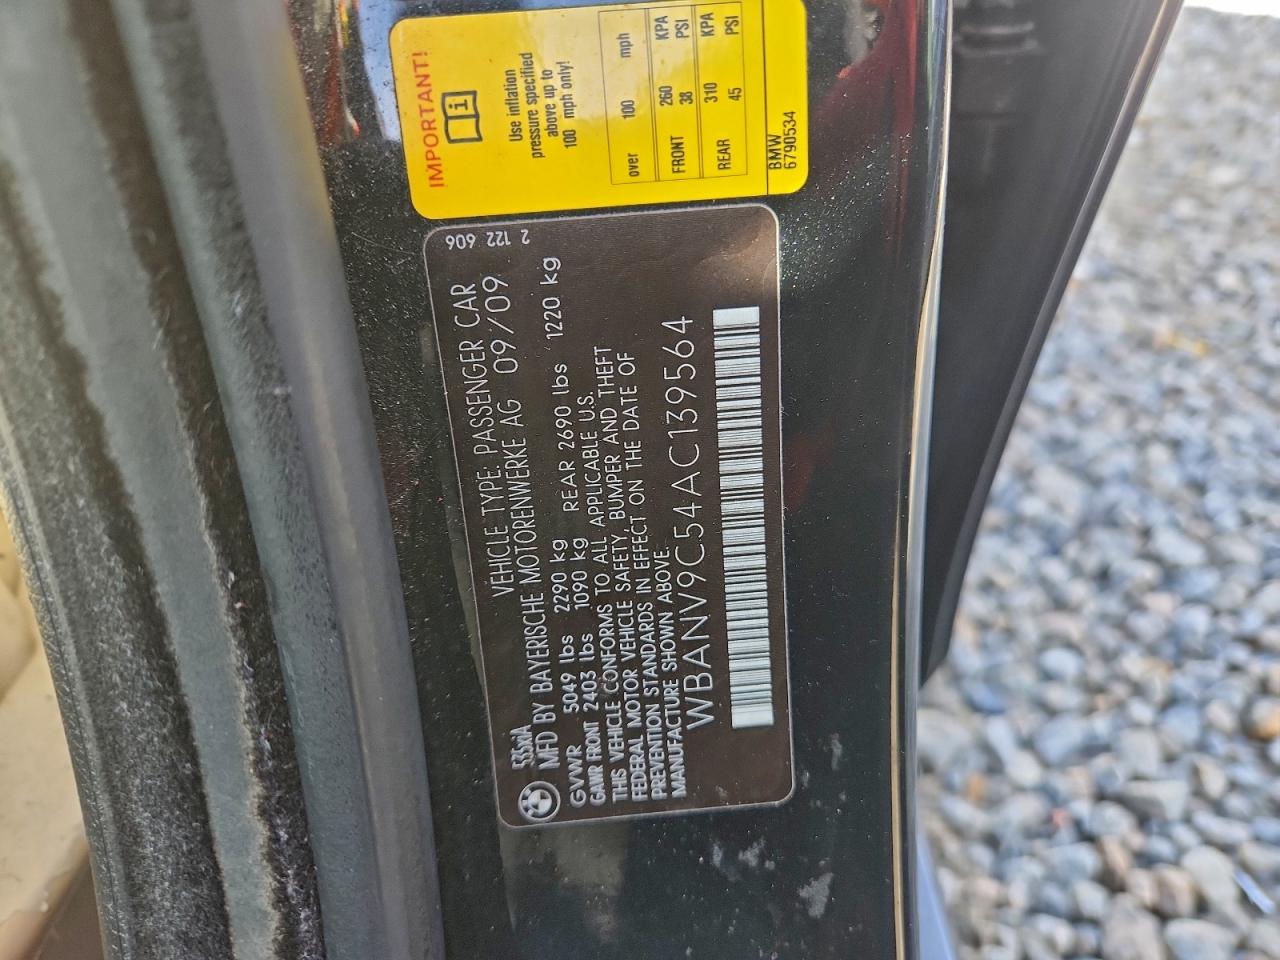 535xiA VEHICLE TYPE: PASSENGER CAR
MFD BY BAYERISCHE MOTORENWERKE AG 09/09
2 122 606
GVWR 5049 lbs 2290 kg REAR 2690 lbs 1220 kg
GAWR FRONT 2403 lbs 1090 kg
THIS VEHICLE CONFORMS TO ALL APPLICABLE U.S.
FEDERAL MOTOR VEHICLE SAFETY, BUMPER AND THEFT
PREVENTION STANDARDS IN EFFECT ON THE DATE OF
MANUFACTURE SHOWN ABOVE.
WBANV9C54AC139564
IMPORTANT!
i
Use inflation
pressure specified
above up to
100 mph only!
over 100 mph
FRONT 260 KPA
38 PSI
REAR 310 KPA
45 PSI
BMW
6790534